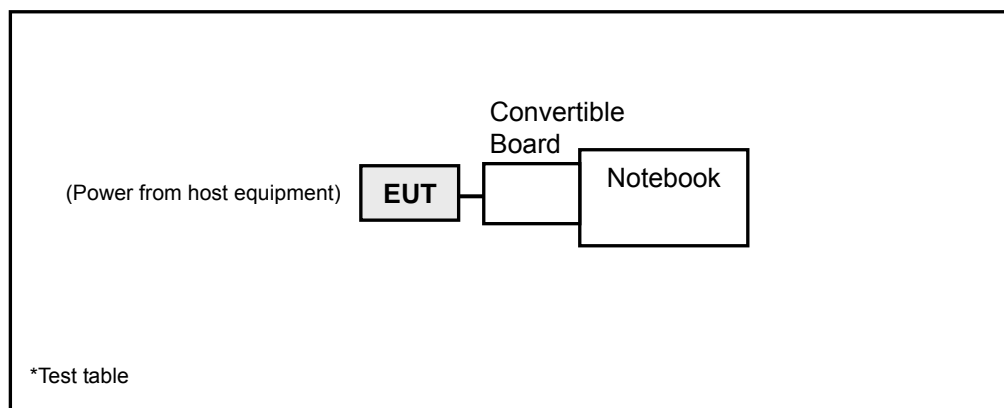 Convertible
Board
Notebook
(Power from host equipment)
EUT
*Test table